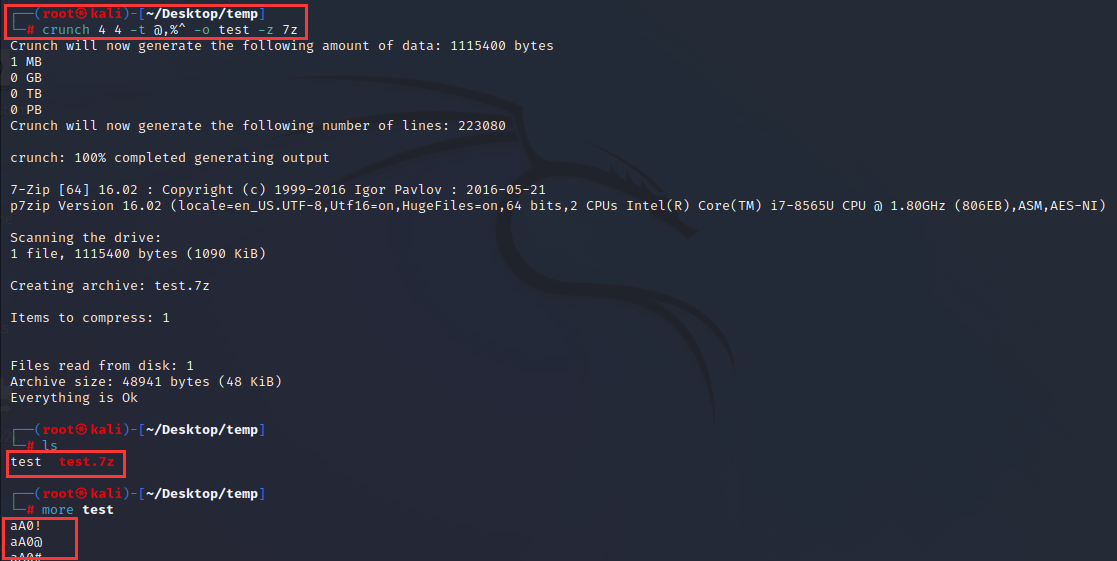 ┌──(root㉿kali)-[~/Desktop/temp]
└─# crunch 4 4 -t @,%^ -o test -z 7z
Crunch will now generate the following amount of data: 1115400 bytes
1 MB
0 GB
0 TB
0 PB
Crunch will now generate the following number of lines: 223080
crunch: 100% completed generating output
7-Zip [64] 16.02 : Copyright (c) 1999-2016 Igor Pavlov : 2016-05-21
p7zip Version 16.02 (locale=en_US.UTF-8,Utf16=on,HugeFiles=on,64 bits,2 CPUs Intel(R) Core(TM) i7-8565U CPU @ 1.80GHz (806EB),ASM,AES-NI)
Scanning the drive:
1 file, 1115400 bytes (1090 KiB)
Creating archive: test.7z
Items to compress: 1
Files read from disk: 1
Archive size: 48941 bytes (48 KiB)
Everything is Ok
┌──(root㉿kali)-[~/Desktop/temp]
└─# ls
test  test.7z
┌──(root㉿kali)-[~/Desktop/temp]
└─# more test
aA0!
aA0@
aA0#